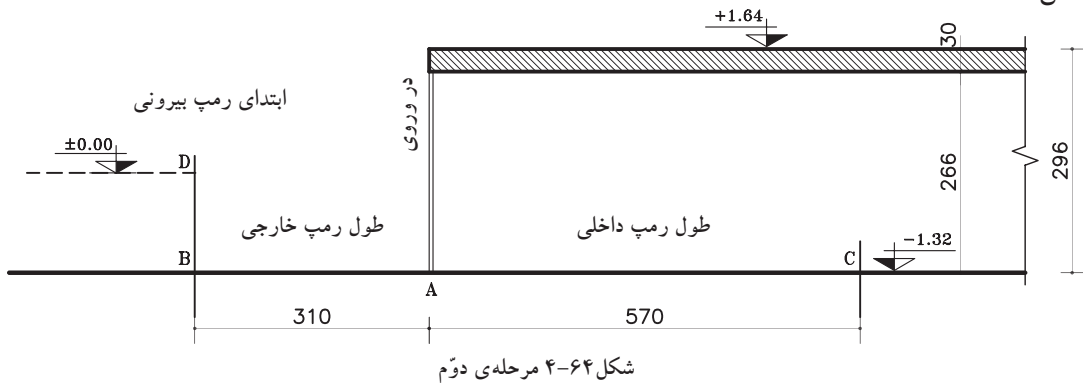 +1.64
30
ابتدای رمپ بیرونی
در وروی
±0.00
D
266
296
طول رمپ خارجی
طول رمپ داخلی
B
C
−1.32
A
310
570
شکل۶۴-۴ مرحله‌ی دوّم